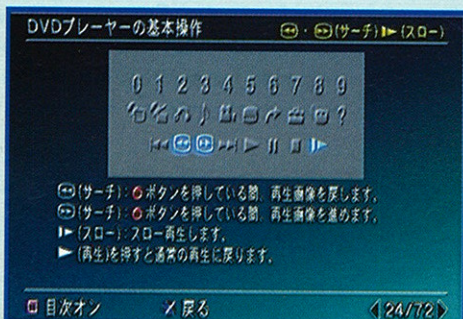 DVDプレーヤーの基本操作
◀◀・▶▶(サーチ)▶(スロー)
0 1 2 3 4 5 6 7 8 9
?
◀◀(サーチ):○ボタンを押している間、再生画像を戻します。
▶▶(サーチ):○ボタンを押している間、再生画像を進めます。
▶(スロー):スロー再生します。
▶(再生)を押すと通常の再生に戻ります。
□目次オン ×戻る 24/72